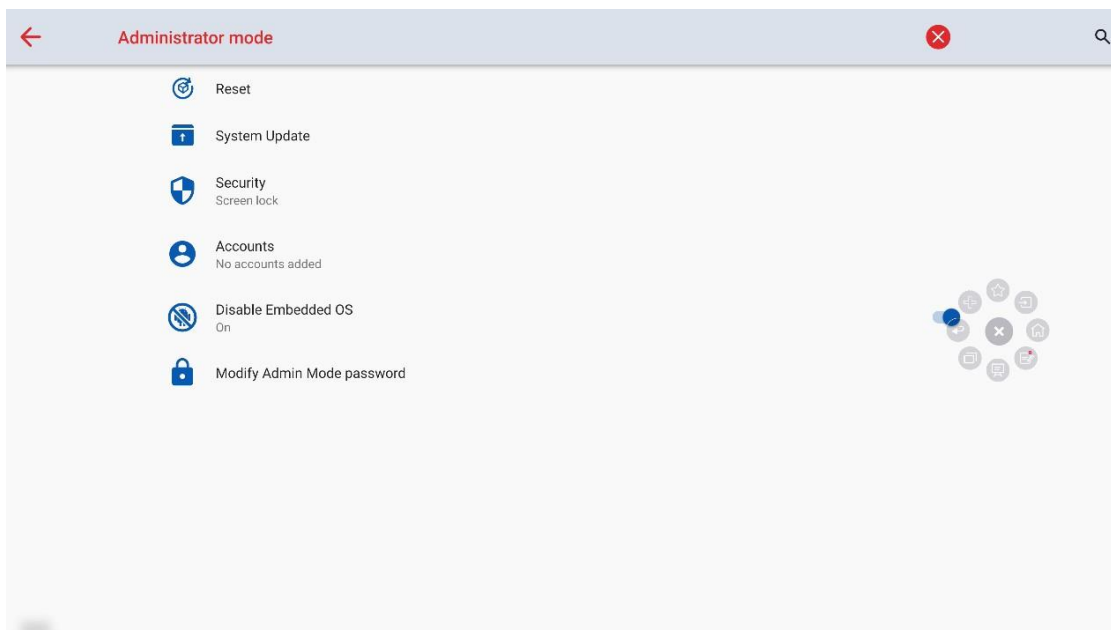 Administrator mode
Reset
System Update
Security
Screen lock
Accounts
No accounts added
Disable Embedded OS
On
Modify Admin Mode password